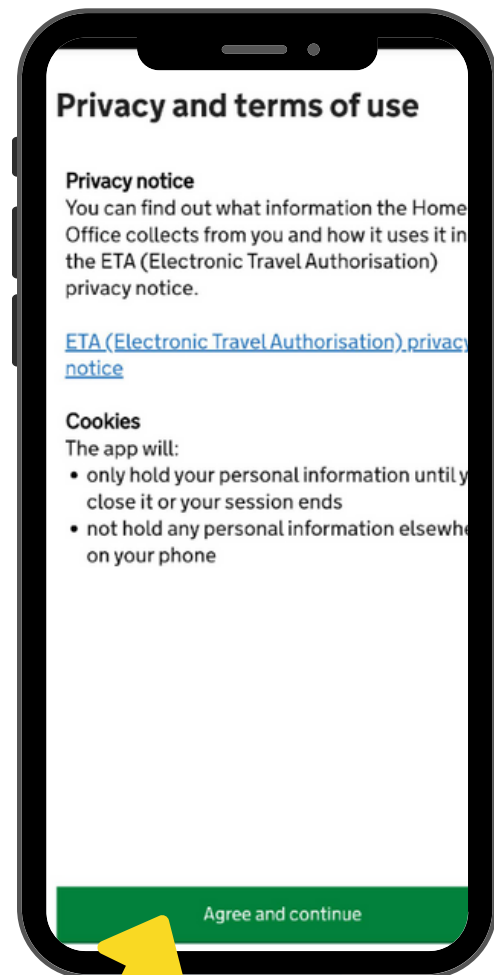 Privacy and terms of use
Privacy notice
You can find out what information the Home
Office collects from you and how it uses it in
the ETA (Electronic Travel Authorisation)
privacy notice.
ETA (Electronic Travel Authorisation) privacy
notice
Cookies
The app will:
• only hold your personal information until y
close it or your session ends
• not hold any personal information elsewhe
on your phone
Agree and continue